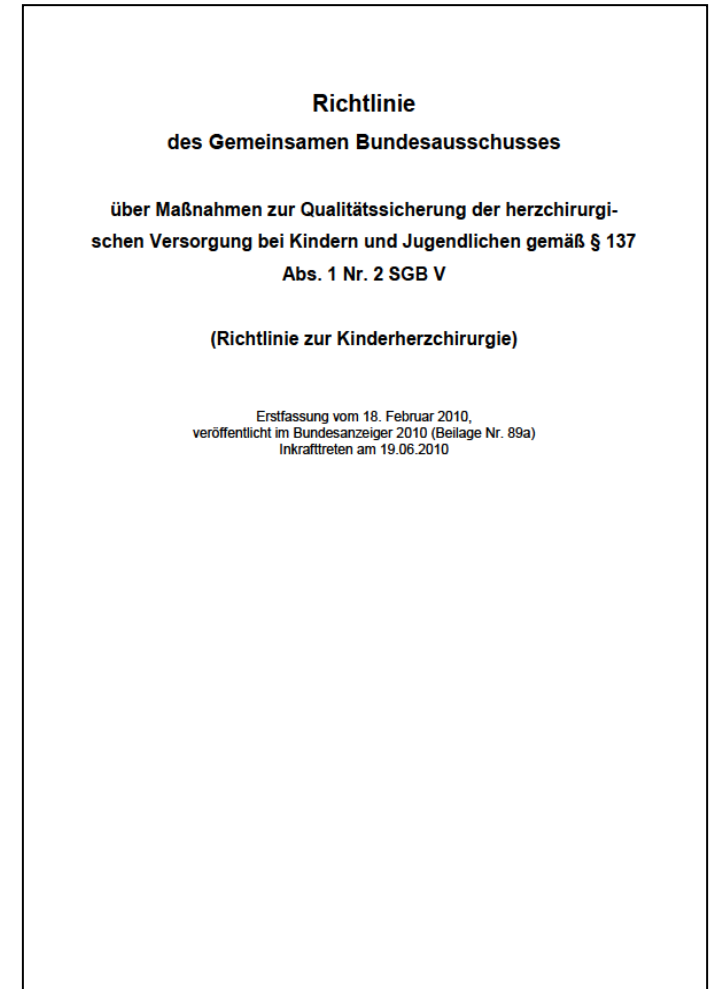 Richtlinie
des Gemeinsamen Bundesausschusses
über Maßnahmen zur Qualitätssicherung der herzchirurgi-
schen Versorgung bei Kindern und Jugendlichen gemäß § 137
Abs. 1 Nr. 2 SGB V
(Richtlinie zur Kinderherzchirurgie)
Erstfassung vom 18. Februar 2010,
veröffentlicht im Bundesanzeiger 2010 (Beilage Nr. 89a)
Inkrafttreten am 19.06.2010